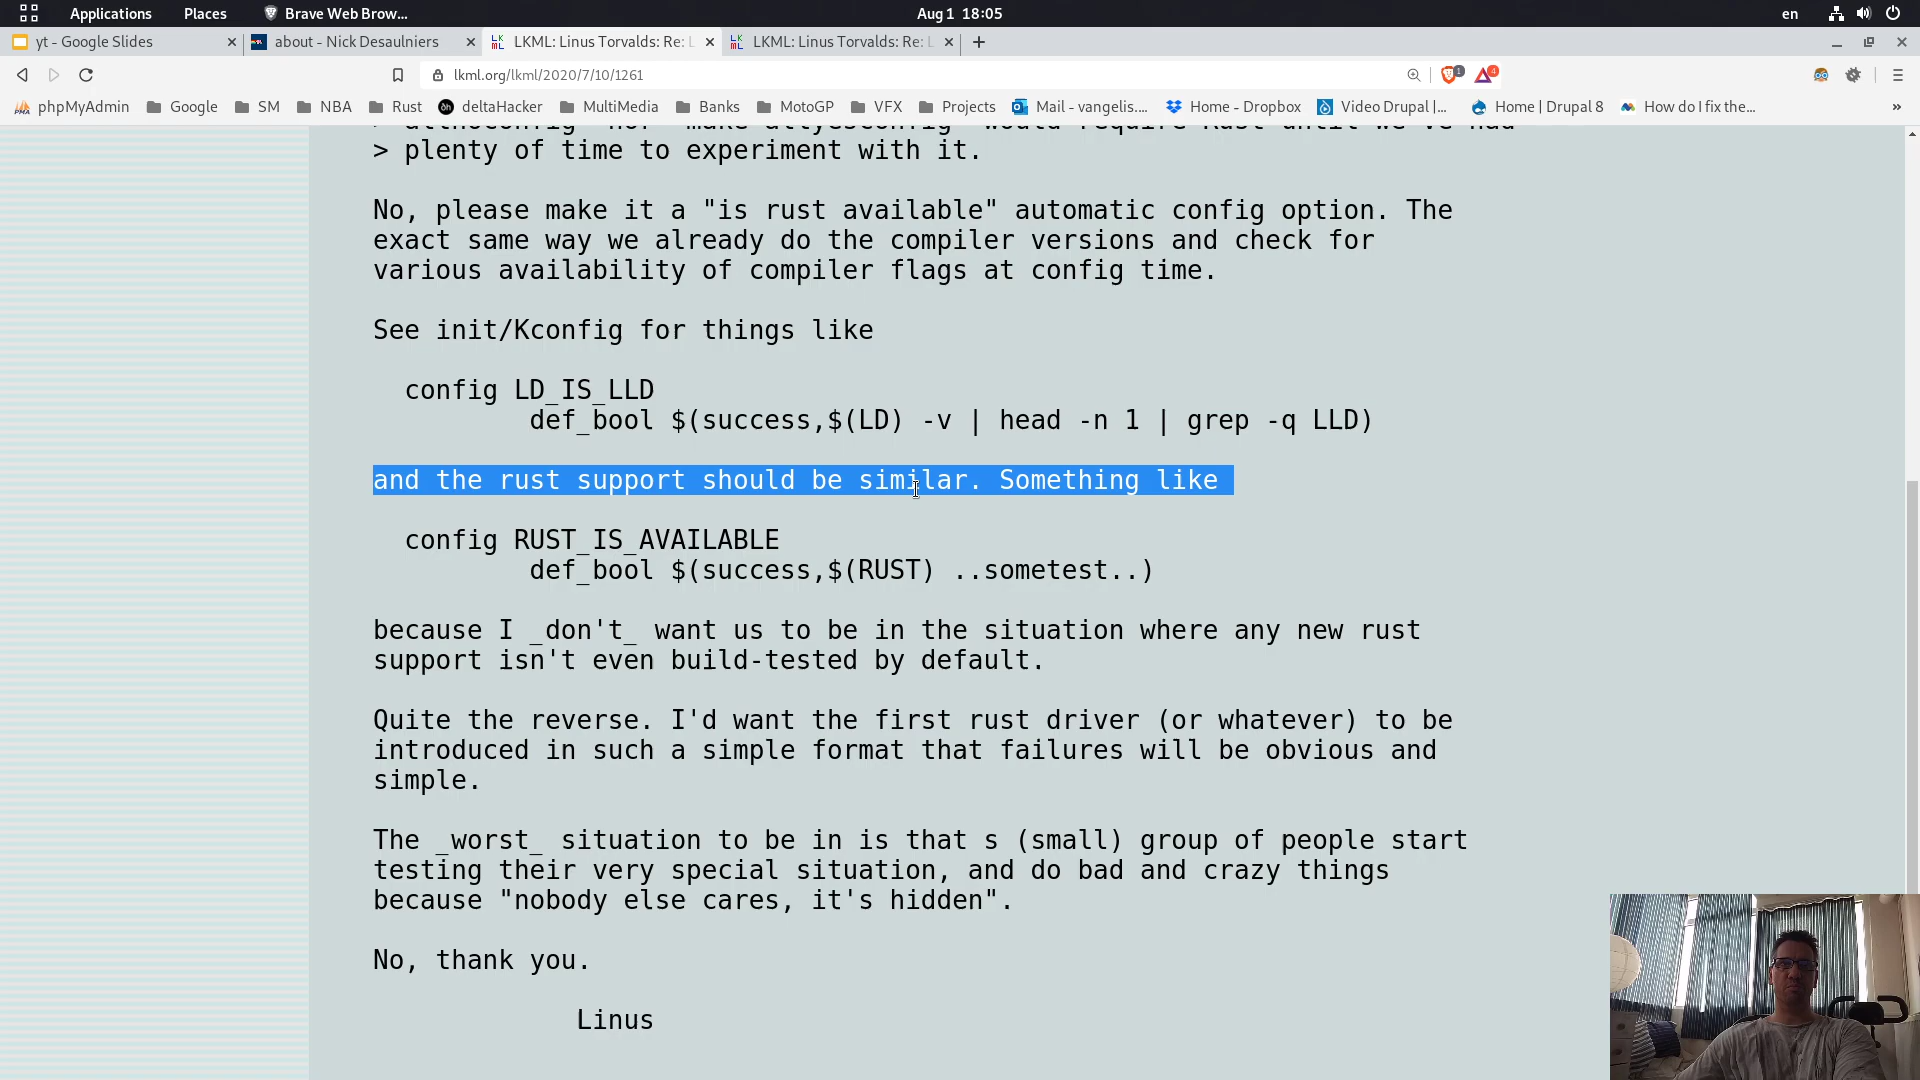 Applications Places Brave Web Brow... Aug 1 18:05 en
yt - Google Slides about - Nick Desaulniers LKML: Linus Torvalds: Re: L LKML: Linus Torvalds: Re: L
lkml.org/lkml/2020/7/10/1261 1 4
phpMyAdmin Google SM NBA Rust deltaHacker MultiMedia Banks MotoGP VFX Projects Mail - vangelis.... Home - Dropbox Video Drupal |... Home | Drupal 8 How do I fix the... »
> plenty of time to experiment with it.
No, please make it a "is rust available" automatic config option. The
exact same way we already do the compiler versions and check for
various availability of compiler flags at config time.
See init/Kconfig for things like
config LD_IS_LLD
def_bool $(success,$(LD) -v | head -n 1 | grep -q LLD)
and the rust support should be similar. Something like
config RUST_IS_AVAILABLE
def_bool $(success,$(RUST) ..sometest..)
because I _don't_ want us to be in the situation where any new rust
support isn't even build-tested by default.
Quite the reverse. I'd want the first rust driver (or whatever) to be
introduced in such a simple format that failures will be obvious and
simple.
The _worst_ situation to be in is that s (small) group of people start
testing their very special situation, and do bad and crazy things
because "nobody else cares, it's hidden".
No, thank you.
Linus